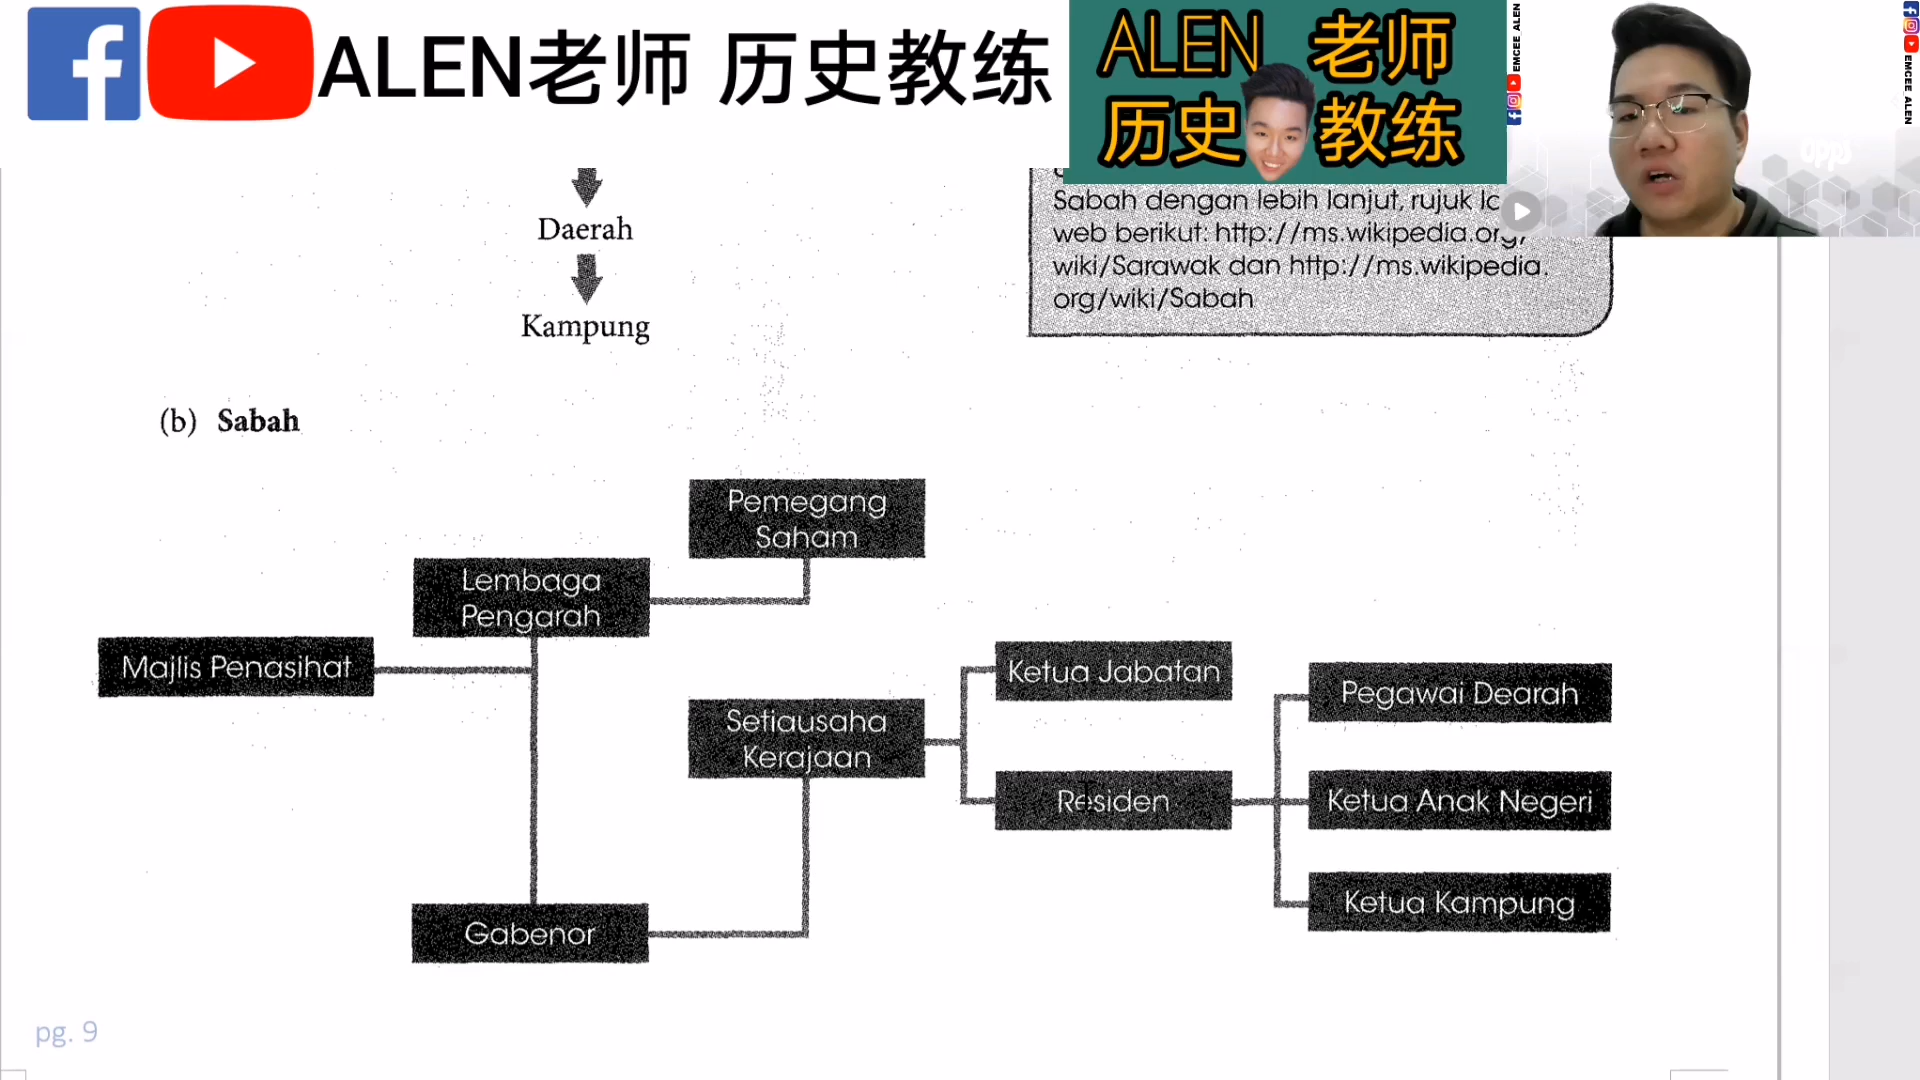 ALEN老师 历史教练
ALEN 老师
历史 教练
EMCEE ALEN
EMCEE ALEN
Daerah
Kampung
Sabah dengan lebih lanjut, rujuk
web berikut: http://ms.wikipedia.org/
wiki/Sarawak dan http://ms.wikipedia.
org/wiki/Sabah
(b) Sabah
Pemegang
Saham
Lembaga
Pengarah
Majlis Penasihat
Setiausaha
Kerajaan
Ketua Jabatan
Residen
Pegawai Dearah
Ketua Anak Negeri
Ketua Kampung
Gabenor
pg. 9